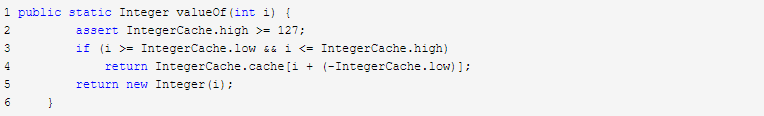 1 public static Integer valueOf(int i) {
2         assert IntegerCache.high >= 127;
3         if (i >= IntegerCache.low && i <= IntegerCache.high)
4             return IntegerCache.cache[i + (-IntegerCache.low)];
5         return new Integer(i);
6     }